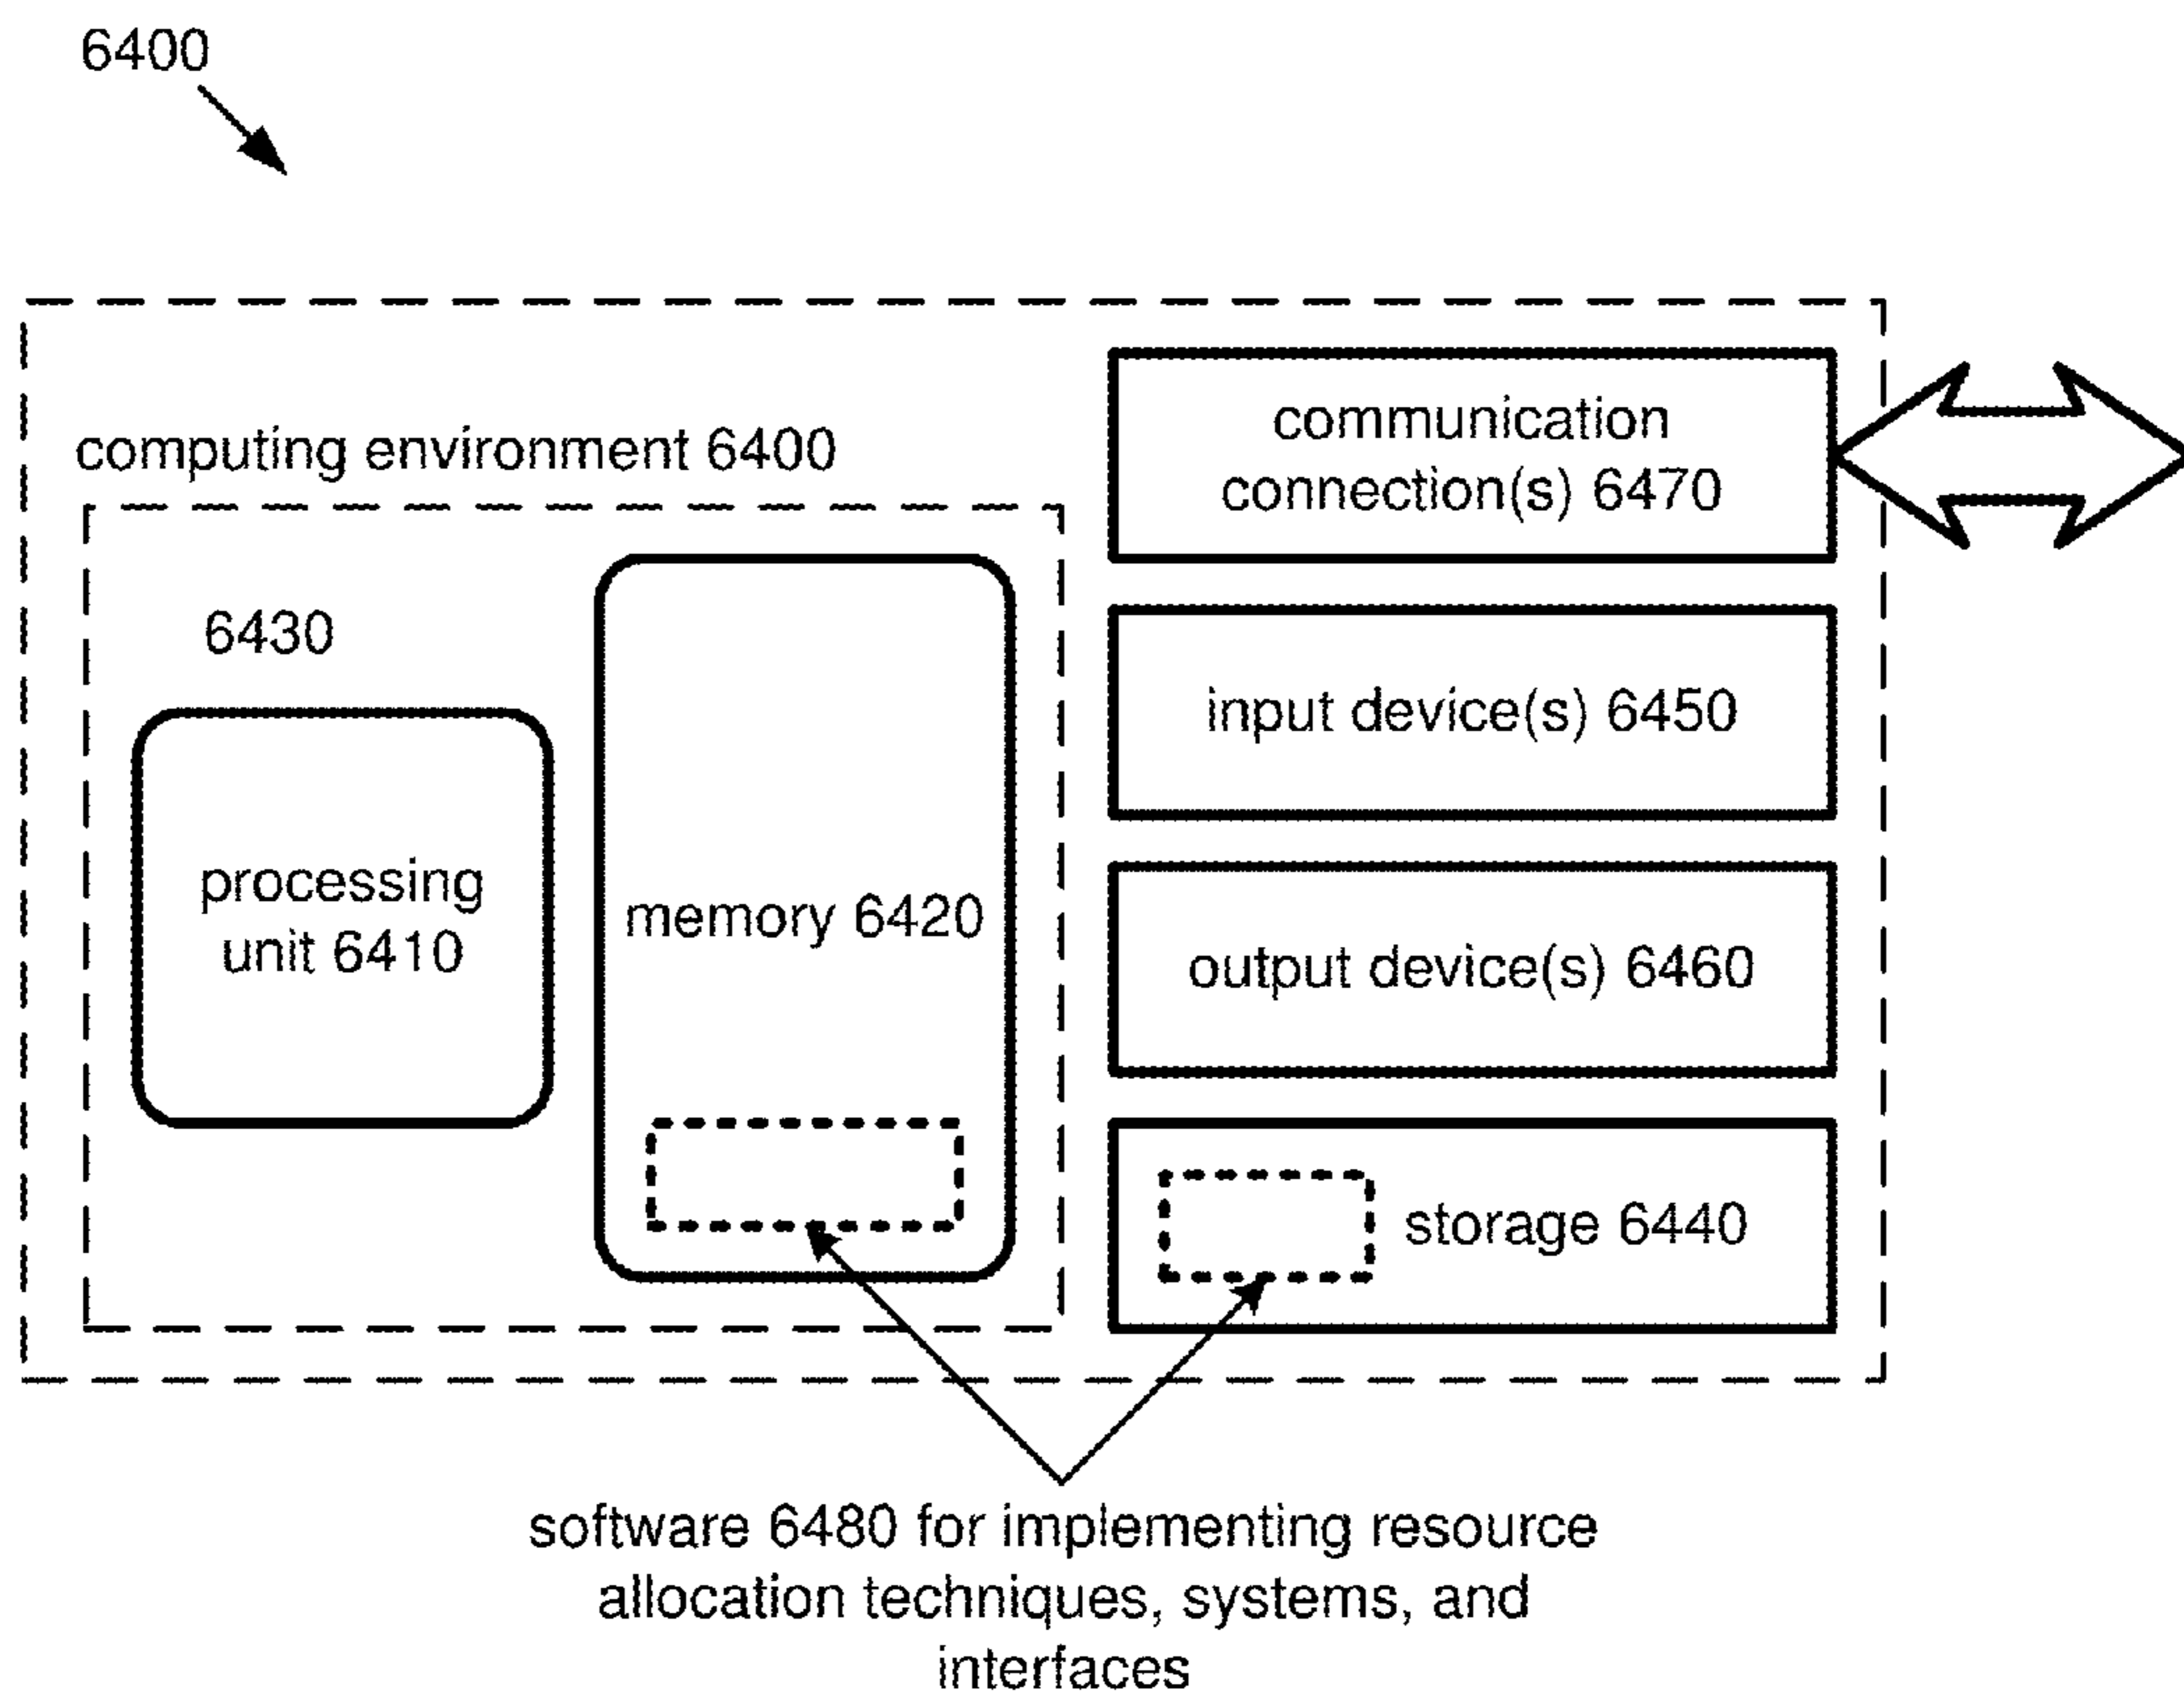 6400
computing environment 6400
communication
connection(s) 6470
6430
input device(s) 6450
processing
unit 6410
memory 6420
output device(s) 6460
storage 6440
software 6480 for implementing resource
allocation techniques, systems, and
interfaces